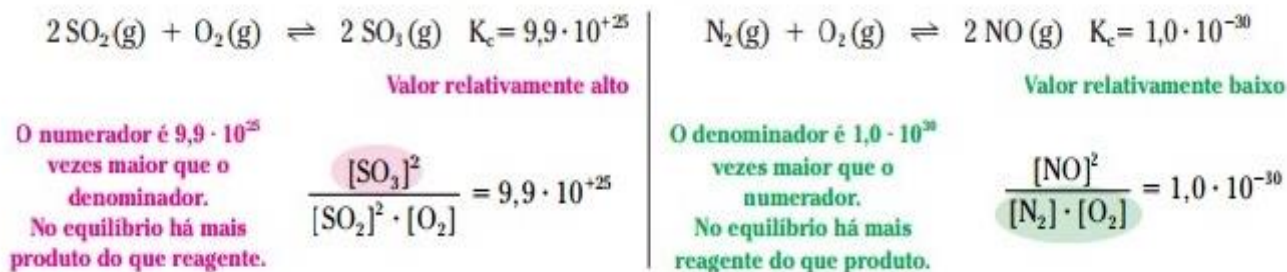 2 SO₂(g) + O₂(g) ⇌ 2 SO₃(g) K꜀ = 9,9 · 10⁺²⁵
Valor relativamente alto
O numerador é 9,9 · 10²⁵
vezes maior que o
denominador.
No equilíbrio há mais
produto do que reagente.
[SO₃]²
[SO₂]² · [O₂]
= 9,9 · 10⁺²⁵
N₂(g) + O₂(g) ⇌ 2 NO (g) K꜀ = 1,0 · 10⁻³⁰
Valor relativamente baixo
O denominador é 1,0 · 10³⁰
vezes maior que o
numerador.
No equilíbrio há mais
reagente do que produto.
[NO]²
[N₂] · [O₂]
= 1,0 · 10⁻³⁰